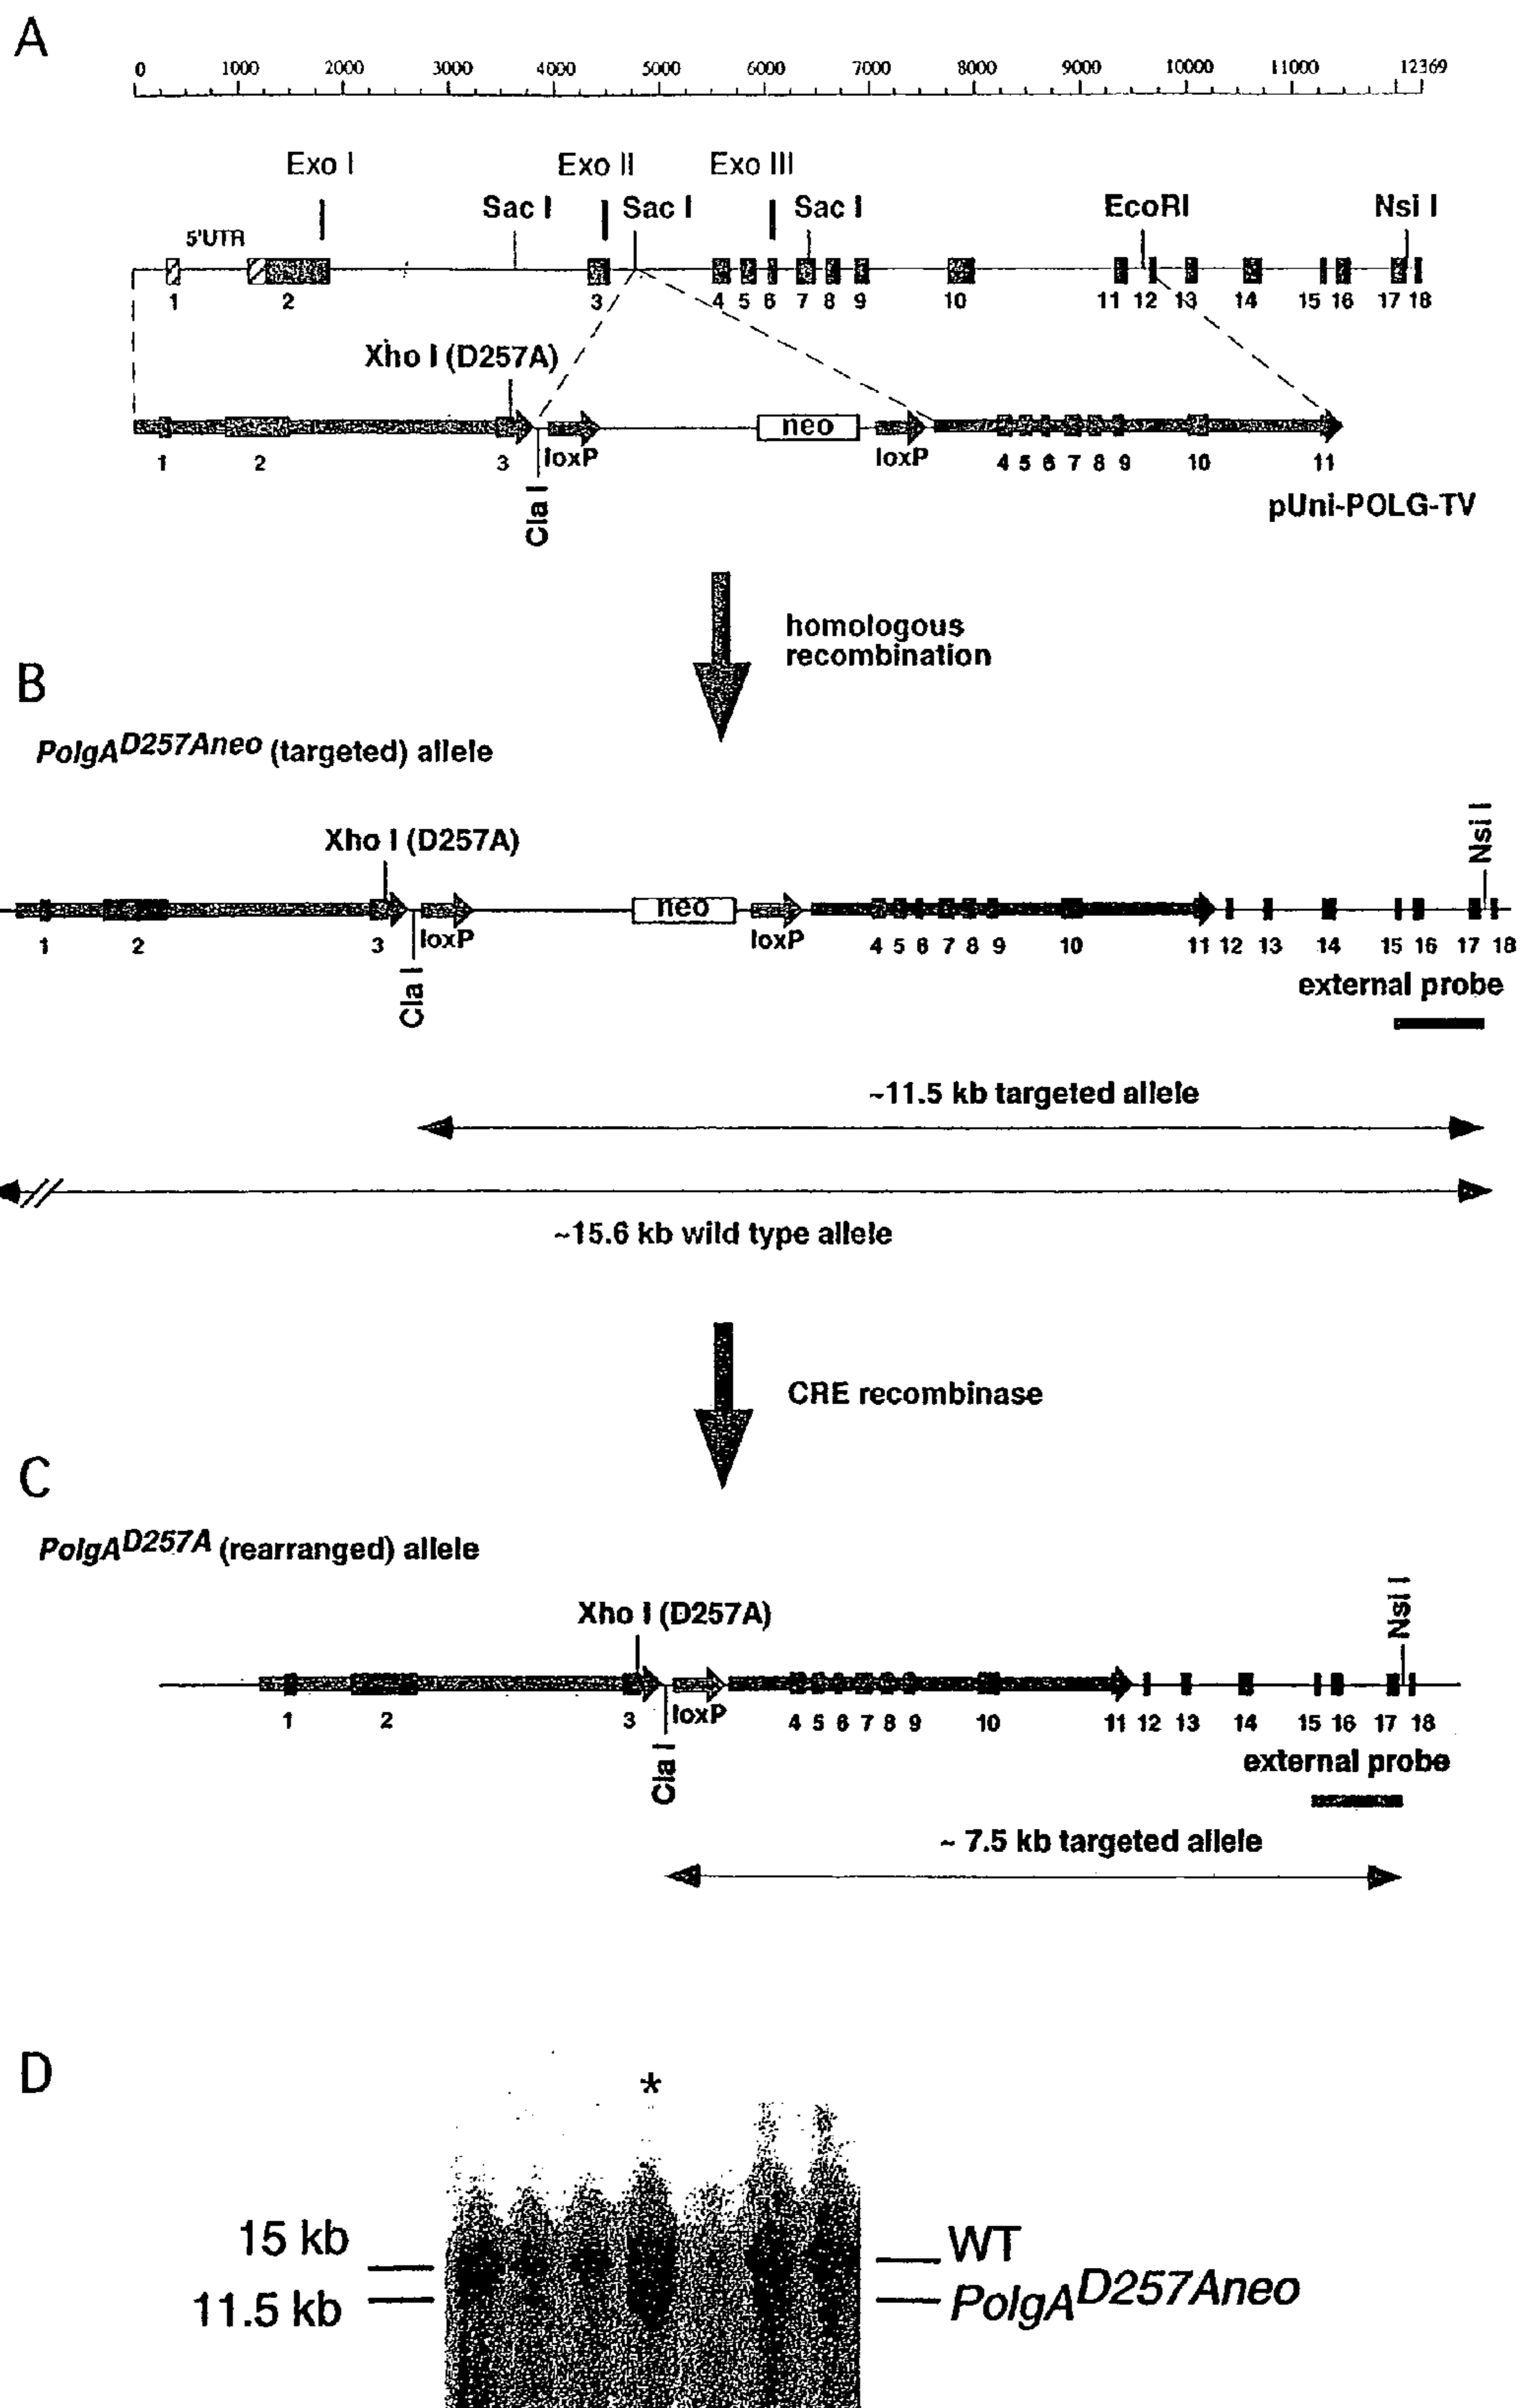 A
0 1000 2000 3000 4000 5000 6000 7000 8000 9000 10000 11000 12369
Exo I Exo II Exo III
Sac I Sac I Sac I EcoRI Nsi I
5'UTR
1 2 3 4 5 6 7 8 9 10 11 12 13 14 15 16 17 18
Xho I (D257A)
neo
loxP loxP
1 2 3 4 5 6 7 8 9 10 11
Cla I
pUni-POLG-TV
homologous
recombination
B
PolgAD257Aneo (targeted) allele
Nsi I
Xho I (D257A)
neo
loxP loxP
1 2 3 4 5 6 7 8 9 10 11 12 13 14 15 16 17 18
Cla I
external probe
~11.5 kb targeted allele
~15.6 kb wild type allele
CRE recombinase
C
PolgAD257A (rearranged) allele
Nsi I
Xho I (D257A)
loxP
1 2 3 4 5 6 7 8 9 10 11 12 13 14 15 16 17 18
Cla I
external probe
~ 7.5 kb targeted allele
D
*
15 kb WT
11.5 kb PolgAD257Aneo